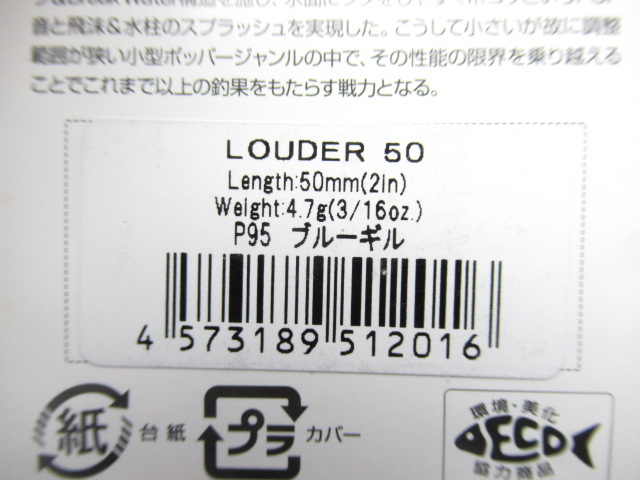 音と飛沫&水柱のスプラッシュを実現した。こうして小さいが故に調整
範囲が狭い小型ポッパージャンルの中で、その性能の限界を乗り越える
ことでこれまで以上の釣果をもたらす戦力となる。
LOUDER 50
Length:50mm(2in)
Weight:4.7g(3/16oz.)
P95 ブルーギル
4 573189 512016
紙 台紙 プラ カバー
環境・美化
ECO
協力商品